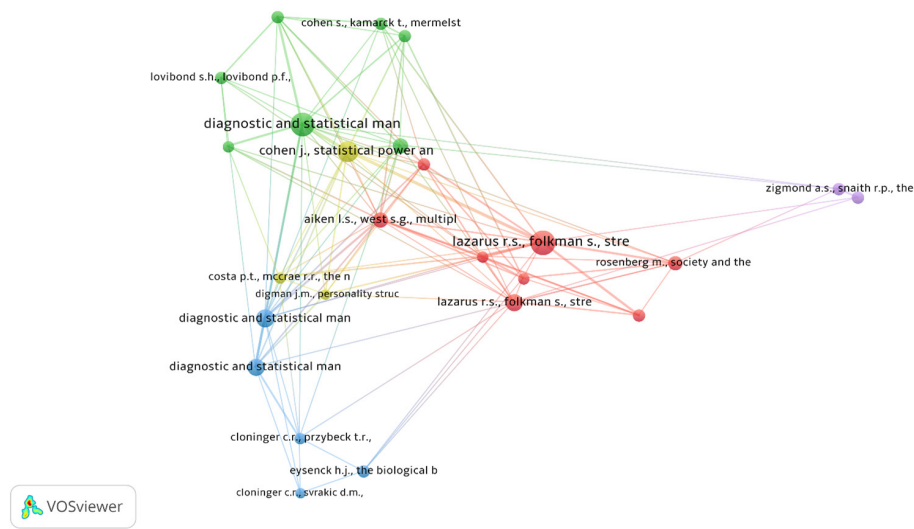 cohen s., kamarck t., mermelst
lovibond s.h., lovibond p.f.,
diagnostic and statistical man
cohen j., statistical power an
zigmond a.s., snaith r.p., the
aiken l.s., west s.g., multipl
lazarus r.s., folkman s., stre
rosenberg m., society and the
costa p.t., mccrae r.r., the n
digman j.m., personality struc
lazarus r.s., folkman s., stre
diagnostic and statistical man
diagnostic and statistical man
cloninger c.r., przybeck t.r.,
eysenck h.j., the biological b
cloninger c.r., svrakic d.m.,
VOSviewer